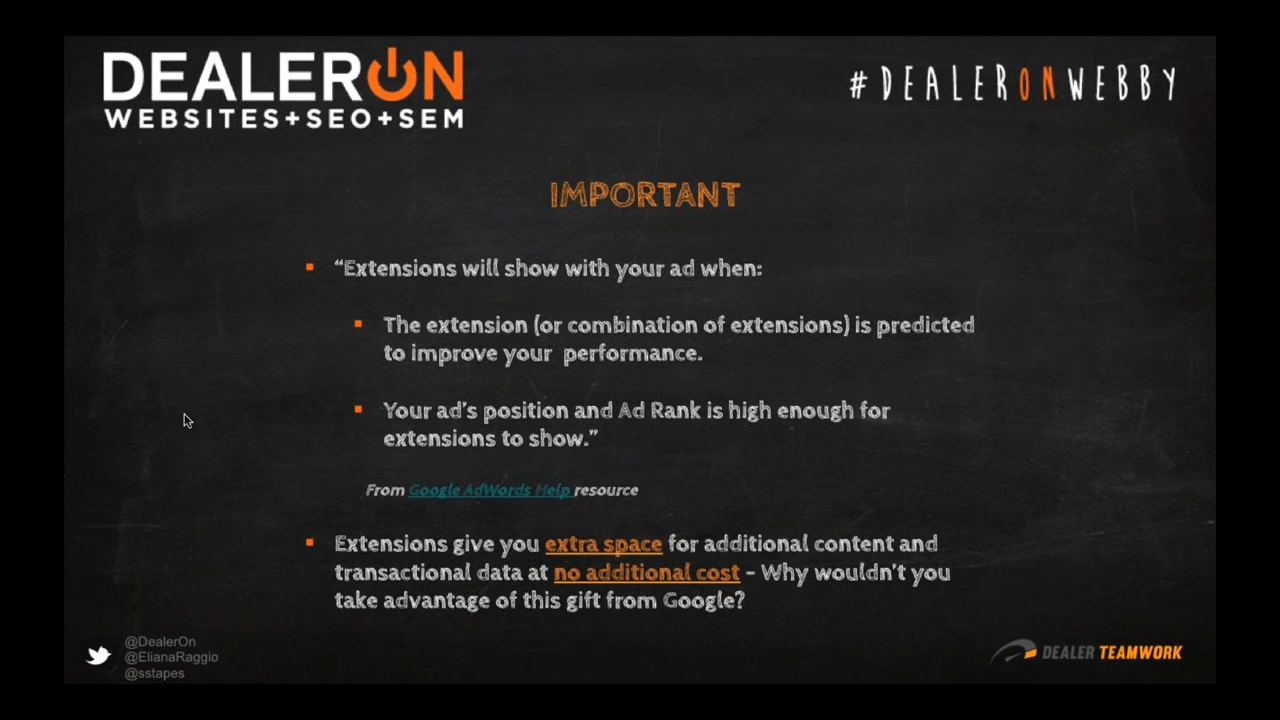 DEALERON
WEBSITES+SEO+SEM
#DEALERONWEBBY
IMPORTANT
"Extensions will show with your ad when:
The extension (or combination of extensions) is predicted
to improve your performance.
Your ad's position and Ad Rank is high enough for
extensions to show."
From Google AdWords Help resource
Extensions give you extra space for additional content and
transactional data at no additional cost – Why wouldn't you
take advantage of this gift from Google?
@DealerOn
@ElianaRaggio
@sstapes
DEALER TEAMWORK